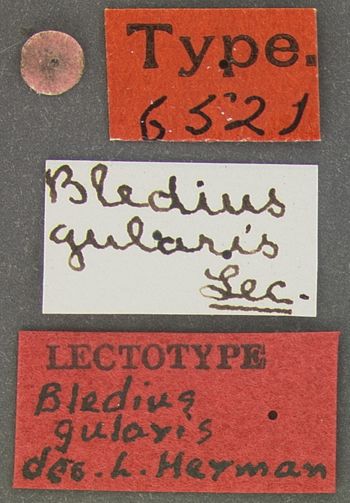 Type.
6521
Bledius
gularis
Lec.
LECTOTYPE
Bledius
gularis
des. L. Herman